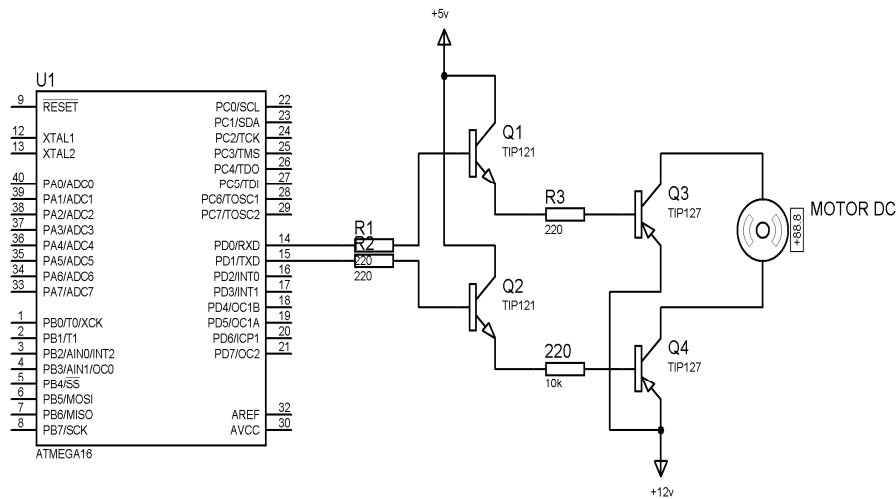 +5v
U1
9 RESET
12 XTAL1
13 XTAL2
40 PA0/ADC0
39 PA1/ADC1
38 PA2/ADC2
37 PA3/ADC3
36 PA4/ADC4
35 PA5/ADC5
34 PA6/ADC6
33 PA7/ADC7
1 PB0/T0/XCK
2 PB1/T1
3 PB2/AIN0/INT2
4 PB3/AIN1/OC0
5 PB4/SS
6 PB5/MOSI
7 PB6/MISO
8 PB7/SCK
PC0/SCL 22
PC1/SDA 23
PC2/TCK 24
PC3/TMS 25
PC4/TDO 26
PC5/TDI 27
PC6/TOSC1 28
PC7/TOSC2 29
PD0/RXD 14
PD1/TXD 15
PD2/INT0 16
PD3/INT1 17
PD4/OC1B 18
PD5/OC1A 19
PD6/ICP1 20
PD7/OC2 21
AREF 32
AVCC 30
ATMEGA16
R1
R2
220
220
Q1
TIP121
Q2
TIP121
R3
220
220
10k
Q3
TIP127
Q4
TIP127
MOTOR DC
+88.8
+12v